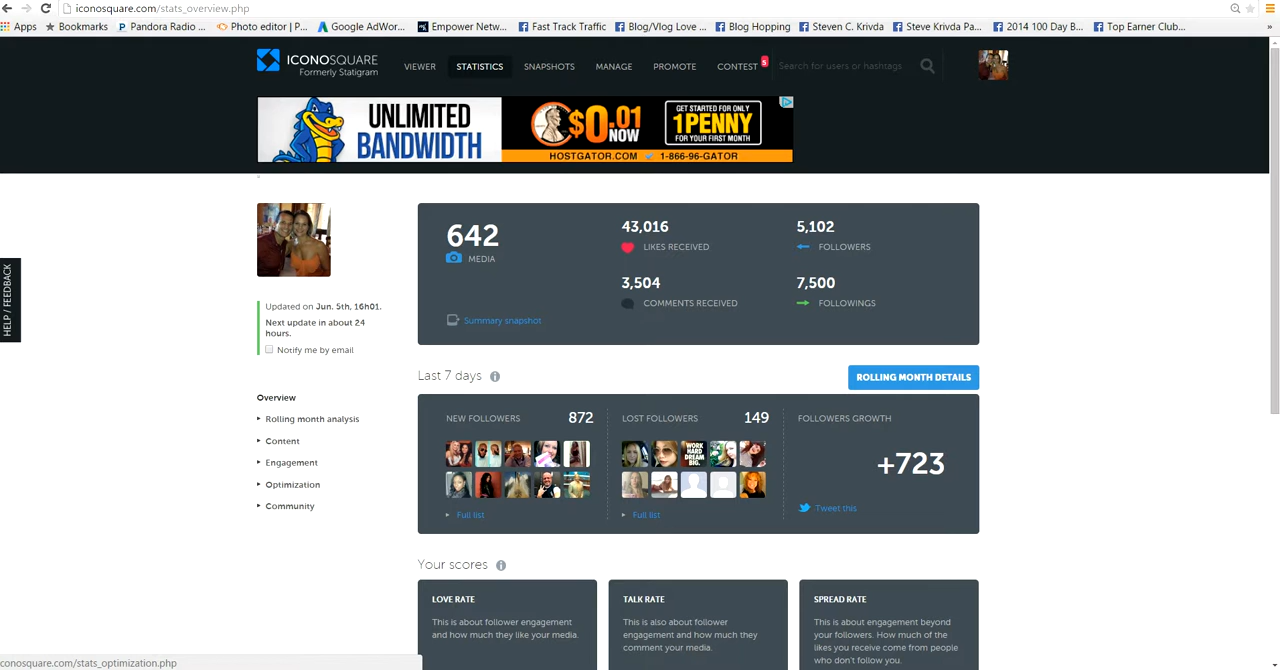 iconosquare.com/stats_overview.php
Apps Bookmarks Pandora Radio ... Photo editor | P... Google AdWor... Empower Netw... Fast Track Traffic Blog/Vlog Love ... Blog Hopping Steven C. Krivda Steve Krivda Pa... 2014 100 Day B... Top Earner Club... »
ICONOSQUARE
Formerly Statigram
VIEWER STATISTICS SNAPSHOTS MANAGE PROMOTE CONTEST 5 Search for users or hashtags
UNLIMITED
BANDWIDTH
$0.01
NOW
GET STARTED FOR ONLY
1PENNY
FOR YOUR FIRST MONTH
HOSTGATOR.COM 1-866-96-GATOR
HELP / FEEDBACK
Updated on Jun. 5th, 16h01.
Next update in about 24
hours.
Notify me by email
Overview
Rolling month analysis
Content
Engagement
Optimization
Community
642
MEDIA
Summary snapshot
43,016
LIKES RECEIVED
3,504
COMMENTS RECEIVED
5,102
FOLLOWERS
7,500
FOLLOWINGS
Last 7 days
ROLLING MONTH DETAILS
NEW FOLLOWERS 872
Full list
LOST FOLLOWERS 149
WORK
HARD
DREAM
BIG.
Full list
FOLLOWERS GROWTH
+723
Tweet this
Your scores
LOVE RATE
This is about follower engagement
and how much they like your media.
TALK RATE
This is also about follower
engagement and how much they
comment your media.
SPREAD RATE
This is about engagement beyond
your followers. How much of the
likes you receive come from people
who don't follow you.
conosquare.com/stats_optimization.php